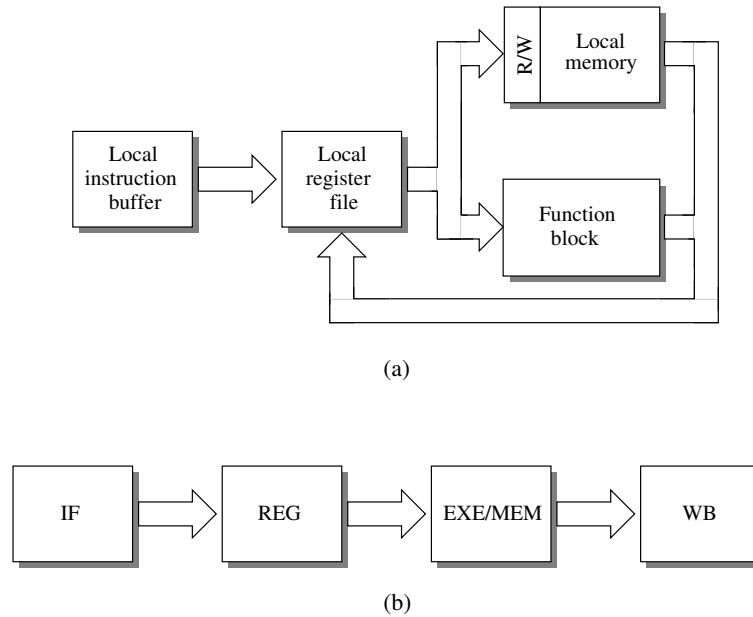 R/W
Local
memory
Local
instruction
buffer
Local
register
file
Function
block
(a)
IF
REG
EXE/MEM
WB
(b)